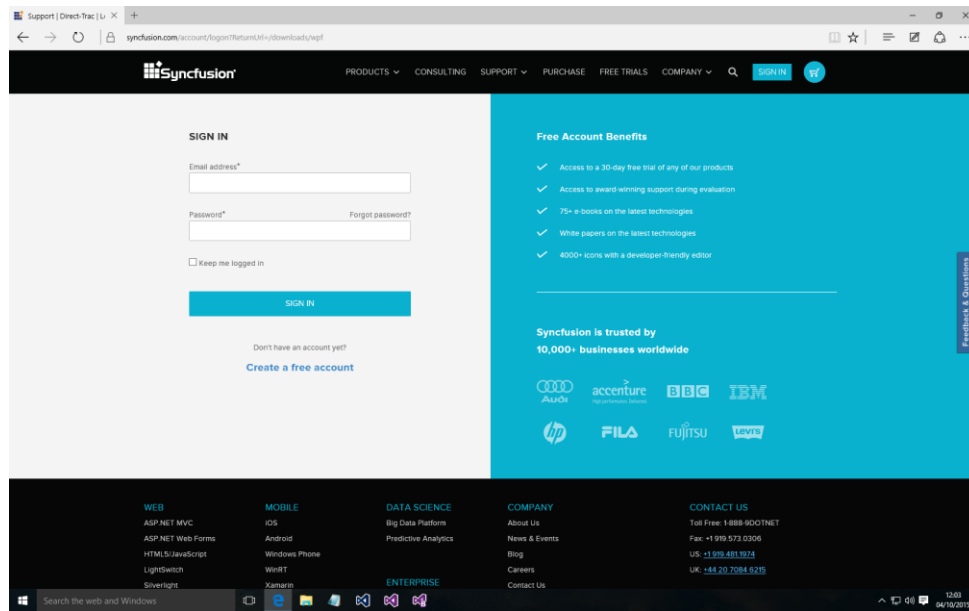 Support | Direct-Trac | Lo
syncfusion.com/account/logon?ReturnUrl=/downloads/wpf
Syncfusion
PRODUCTS CONSULTING SUPPORT PURCHASE FREE TRIALS COMPANY SIGN IN
SIGN IN
Email address*
Password* Forgot password?
Keep me logged in
SIGN IN
Don't have an account yet?
Create a free account
Free Account Benefits
Access to a 30-day free trial of any of our products
Access to award-winning support during evaluation
75+ e-books on the latest technologies
White papers on the latest technologies
4000+ icons with a developer-friendly editor
Syncfusion is trusted by
10,000+ businesses worldwide
Audi accenture BBC IBM
High performance. Delivered.
hp FILA FUJITSU LEVI'S
Feedback & Questions
WEB MOBILE DATA SCIENCE COMPANY CONTACT US
ASP.NET MVC iOS Big Data Platform About Us Toll Free: 1-888-9DOTNET
ASP.NET Web Forms Android Predictive Analytics News & Events Fax: +1 919.573.0306
HTML5/JavaScript Windows Phone Blog US: +1 919.481.1974
LightSwitch WinRT Careers UK: +44 20 7084 6215
Silverlight Xamarin ENTERPRISE Contact Us
Search the web and Windows
12:03